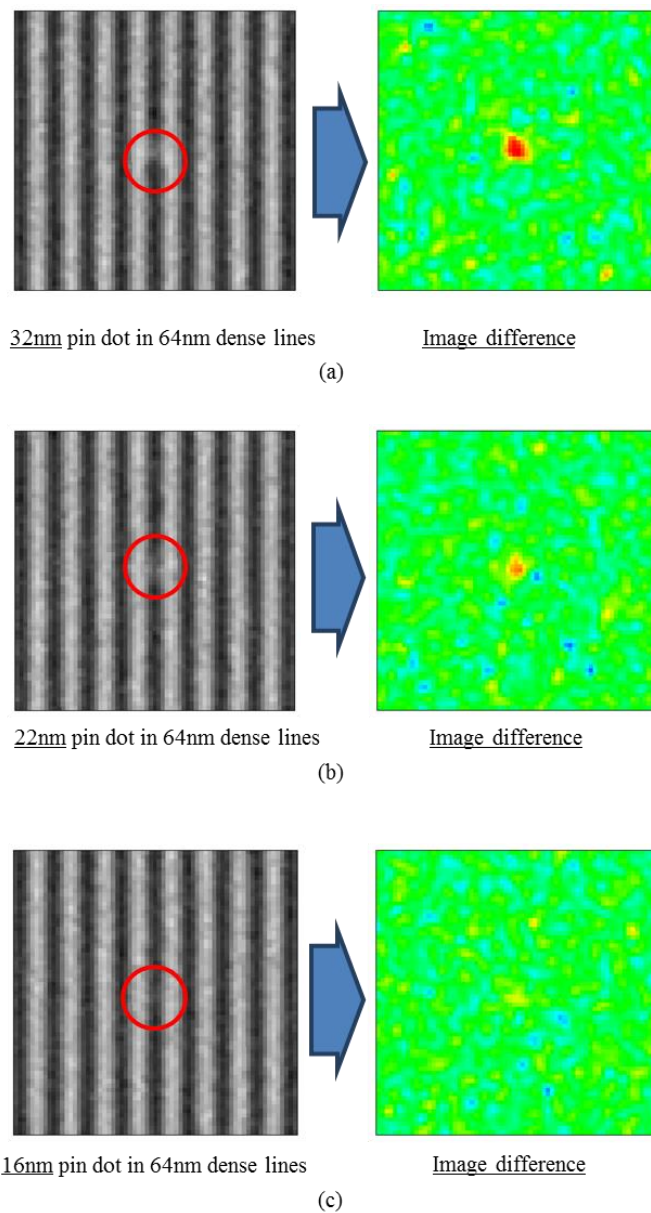 32nm pin dot in 64nm dense lines Image difference
(a)
22nm pin dot in 64nm dense lines Image difference
(b)
16nm pin dot in 64nm dense lines Image difference
(c)